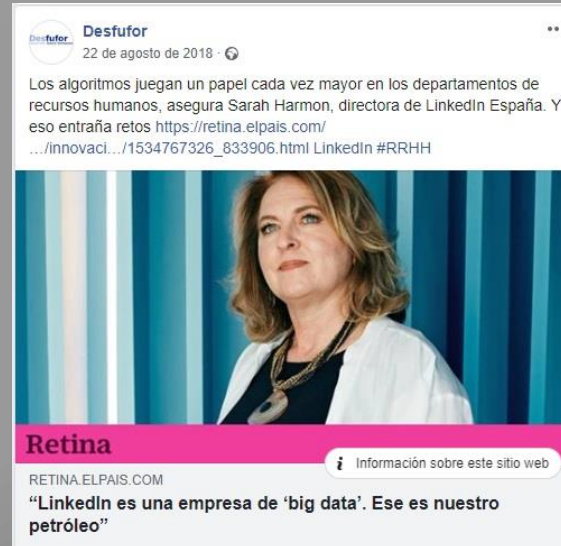 Desfufor
Desfufor
22 de agosto de 2018 ·
Los algoritmos juegan un papel cada vez mayor en los departamentos de
recursos humanos, asegura Sarah Harmon, directora de LinkedIn España. Y
eso entraña retos https://retina.elpais.com/
…/innovaci…/1534767326_833906.html LinkedIn #RRHH
Retina
i Información sobre este sitio web
RETINA.ELPAIS.COM
“LinkedIn es una empresa de ‘big data’. Ese es nuestro
petróleo”